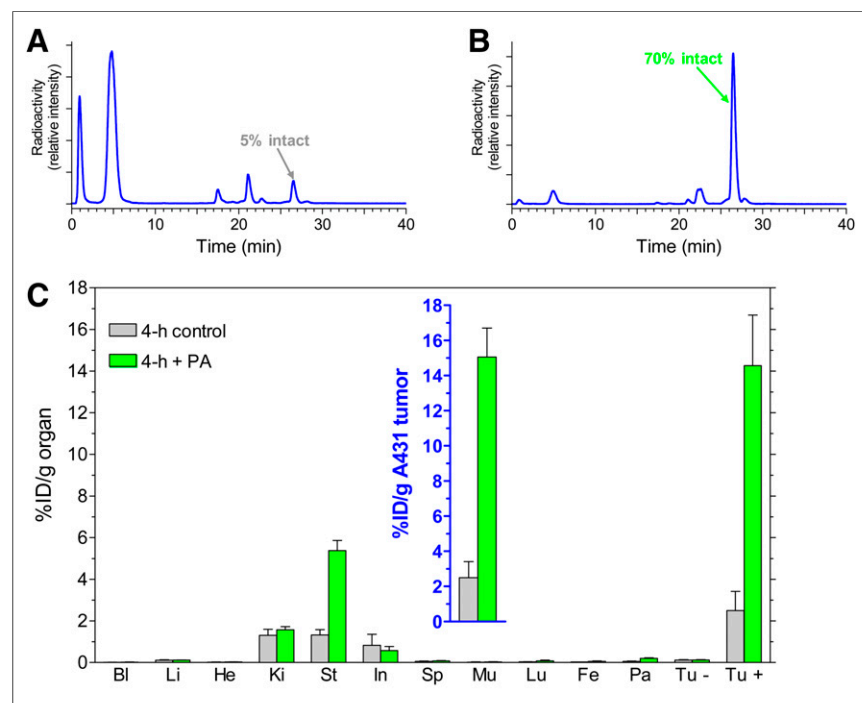 A
Radioactivity
(relative intensity)
5% intact
0
10
20
30
40
Time (min)
B
Radioactivity
(relative intensity)
70% intact
0
10
20
30
40
Time (min)
C
%ID/g organ
18
16
14
12
10
8
6
4
2
0
4-h control
4-h + PA
%ID/g A431 tumor
18
16
14
12
10
8
6
4
2
0
Bl Li He Ki St In Sp Mu Lu Fe Pa Tu - Tu +